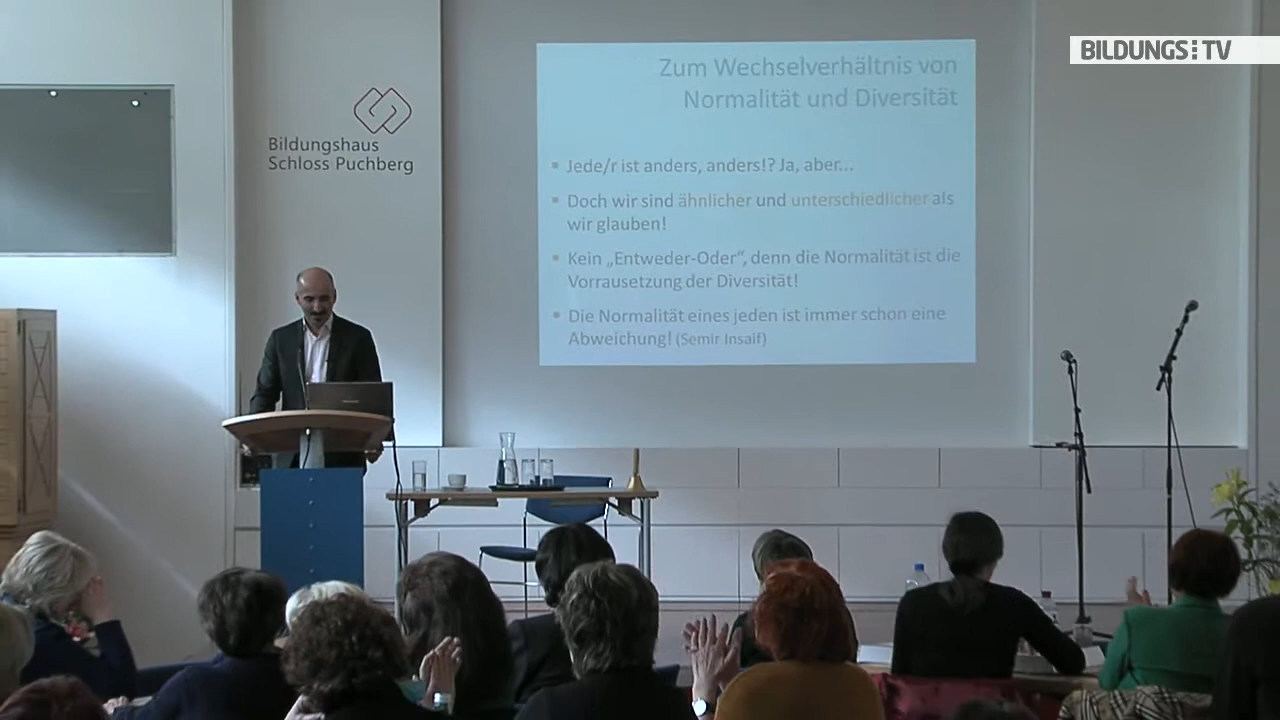 BILDUNGS:TV
Bildungshaus
Schloss Puchberg
Zum Wechselverhältnis von
Normalität und Diversität
Jede/r ist anders, anders!? Ja, aber...
Doch wir sind ähnlicher und unterschiedlicher als
wir glauben!
Kein „Entweder-Oder“, denn die Normalität ist die
Vorrausetzung der Diversität!
Die Normalität eines jeden ist immer schon eine
Abweichung! (Semir Insaif)